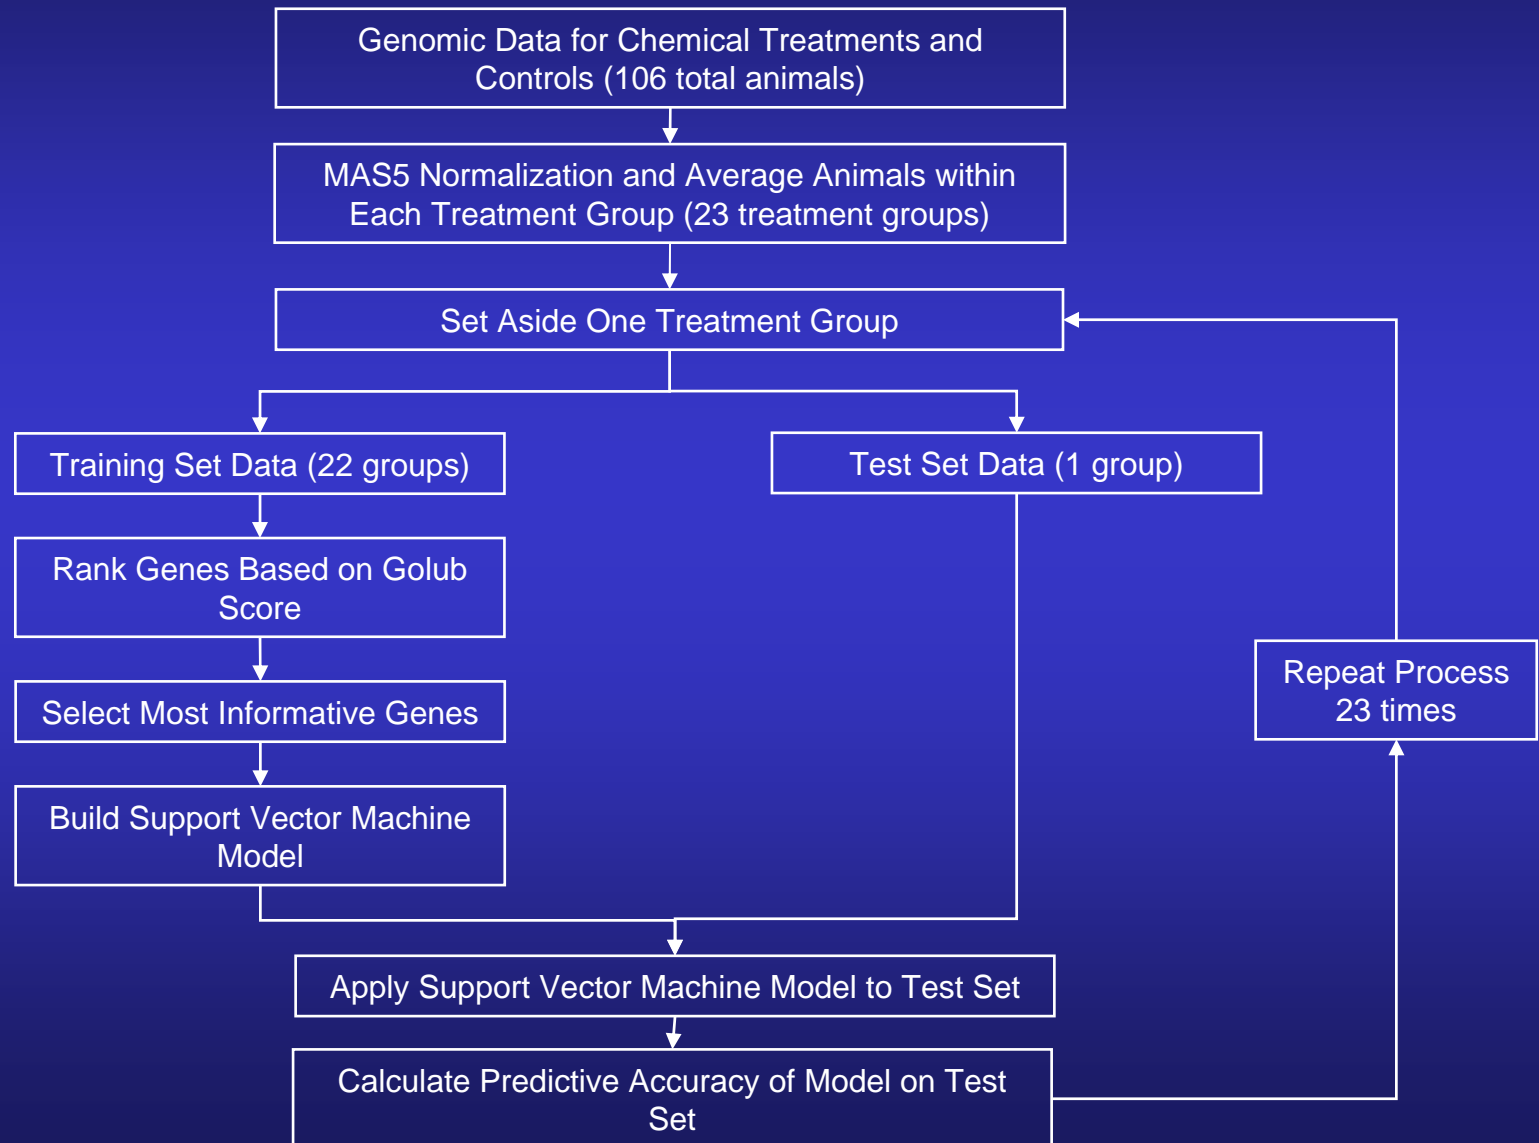 Genomic Data for Chemical Treatments and
Controls (106 total animals)
MAS5 Normalization and Average Animals within
Each Treatment Group (23 treatment groups)
Set Aside One Treatment Group
Training Set Data (22 groups)
Test Set Data (1 group)
Rank Genes Based on Golub
Score
Select Most Informative Genes
Repeat Process
23 times
Build Support Vector Machine
Model
Apply Support Vector Machine Model to Test Set
Calculate Predictive Accuracy of Model on Test
Set